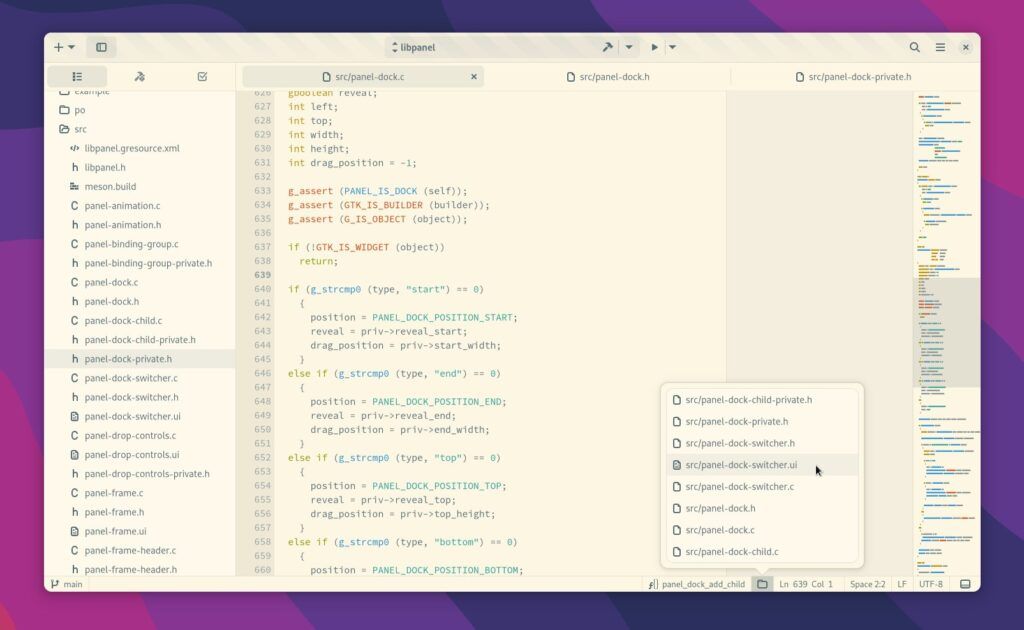 libpanel
src/panel-dock.c
src/panel-dock.h
src/panel-dock-private.h
example
po
src
libpanel.gresource.xml
libpanel.h
meson.build
panel-animation.c
panel-animation.h
panel-binding-group.c
panel-binding-group-private.h
panel-dock.c
panel-dock.h
panel-dock-child.c
panel-dock-child-private.h
panel-dock-private.h
panel-dock-switcher.c
panel-dock-switcher.h
panel-dock-switcher.ui
panel-drop-controls.c
panel-drop-controls.ui
panel-drop-controls-private.h
panel-frame.c
panel-frame.h
panel-frame.ui
panel-frame-header.c
panel-frame-header.h
626 gboolean reveal;
627 int left;
628 int top;
629 int width;
630 int height;
631 int drag_position = -1;
632
633 g_assert (PANEL_IS_DOCK (self));
634 g_assert (GTK_IS_BUILDER (builder));
635 g_assert (G_IS_OBJECT (object));
636
637 if (!GTK_IS_WIDGET (object))
638 return;
639
640 if (g_strcmp0 (type, "start") == 0)
641 {
642 position = PANEL_DOCK_POSITION_START;
643 reveal = priv->reveal_start;
644 drag_position = priv->start_width;
645 }
646 else if (g_strcmp0 (type, "end") == 0)
647 {
648 position = PANEL_DOCK_POSITION_END;
649 reveal = priv->reveal_end;
650 drag_position = priv->end_width;
651 }
652 else if (g_strcmp0 (type, "top") == 0)
653 {
654 position = PANEL_DOCK_POSITION_TOP;
655 reveal = priv->reveal_top;
656 drag_position = priv->top_height;
657 }
658 else if (g_strcmp0 (type, "bottom") == 0)
659 {
660 position = PANEL_DOCK_POSITION_BOTTOM;
src/panel-dock-child-private.h
src/panel-dock-private.h
src/panel-dock-switcher.h
src/panel-dock-switcher.ui
src/panel-dock-switcher.c
src/panel-dock.h
src/panel-dock.c
src/panel-dock-child.c
main
f() panel_dock_add_child
Ln 639 Col 1
Space 2:2
LF
UTF-8